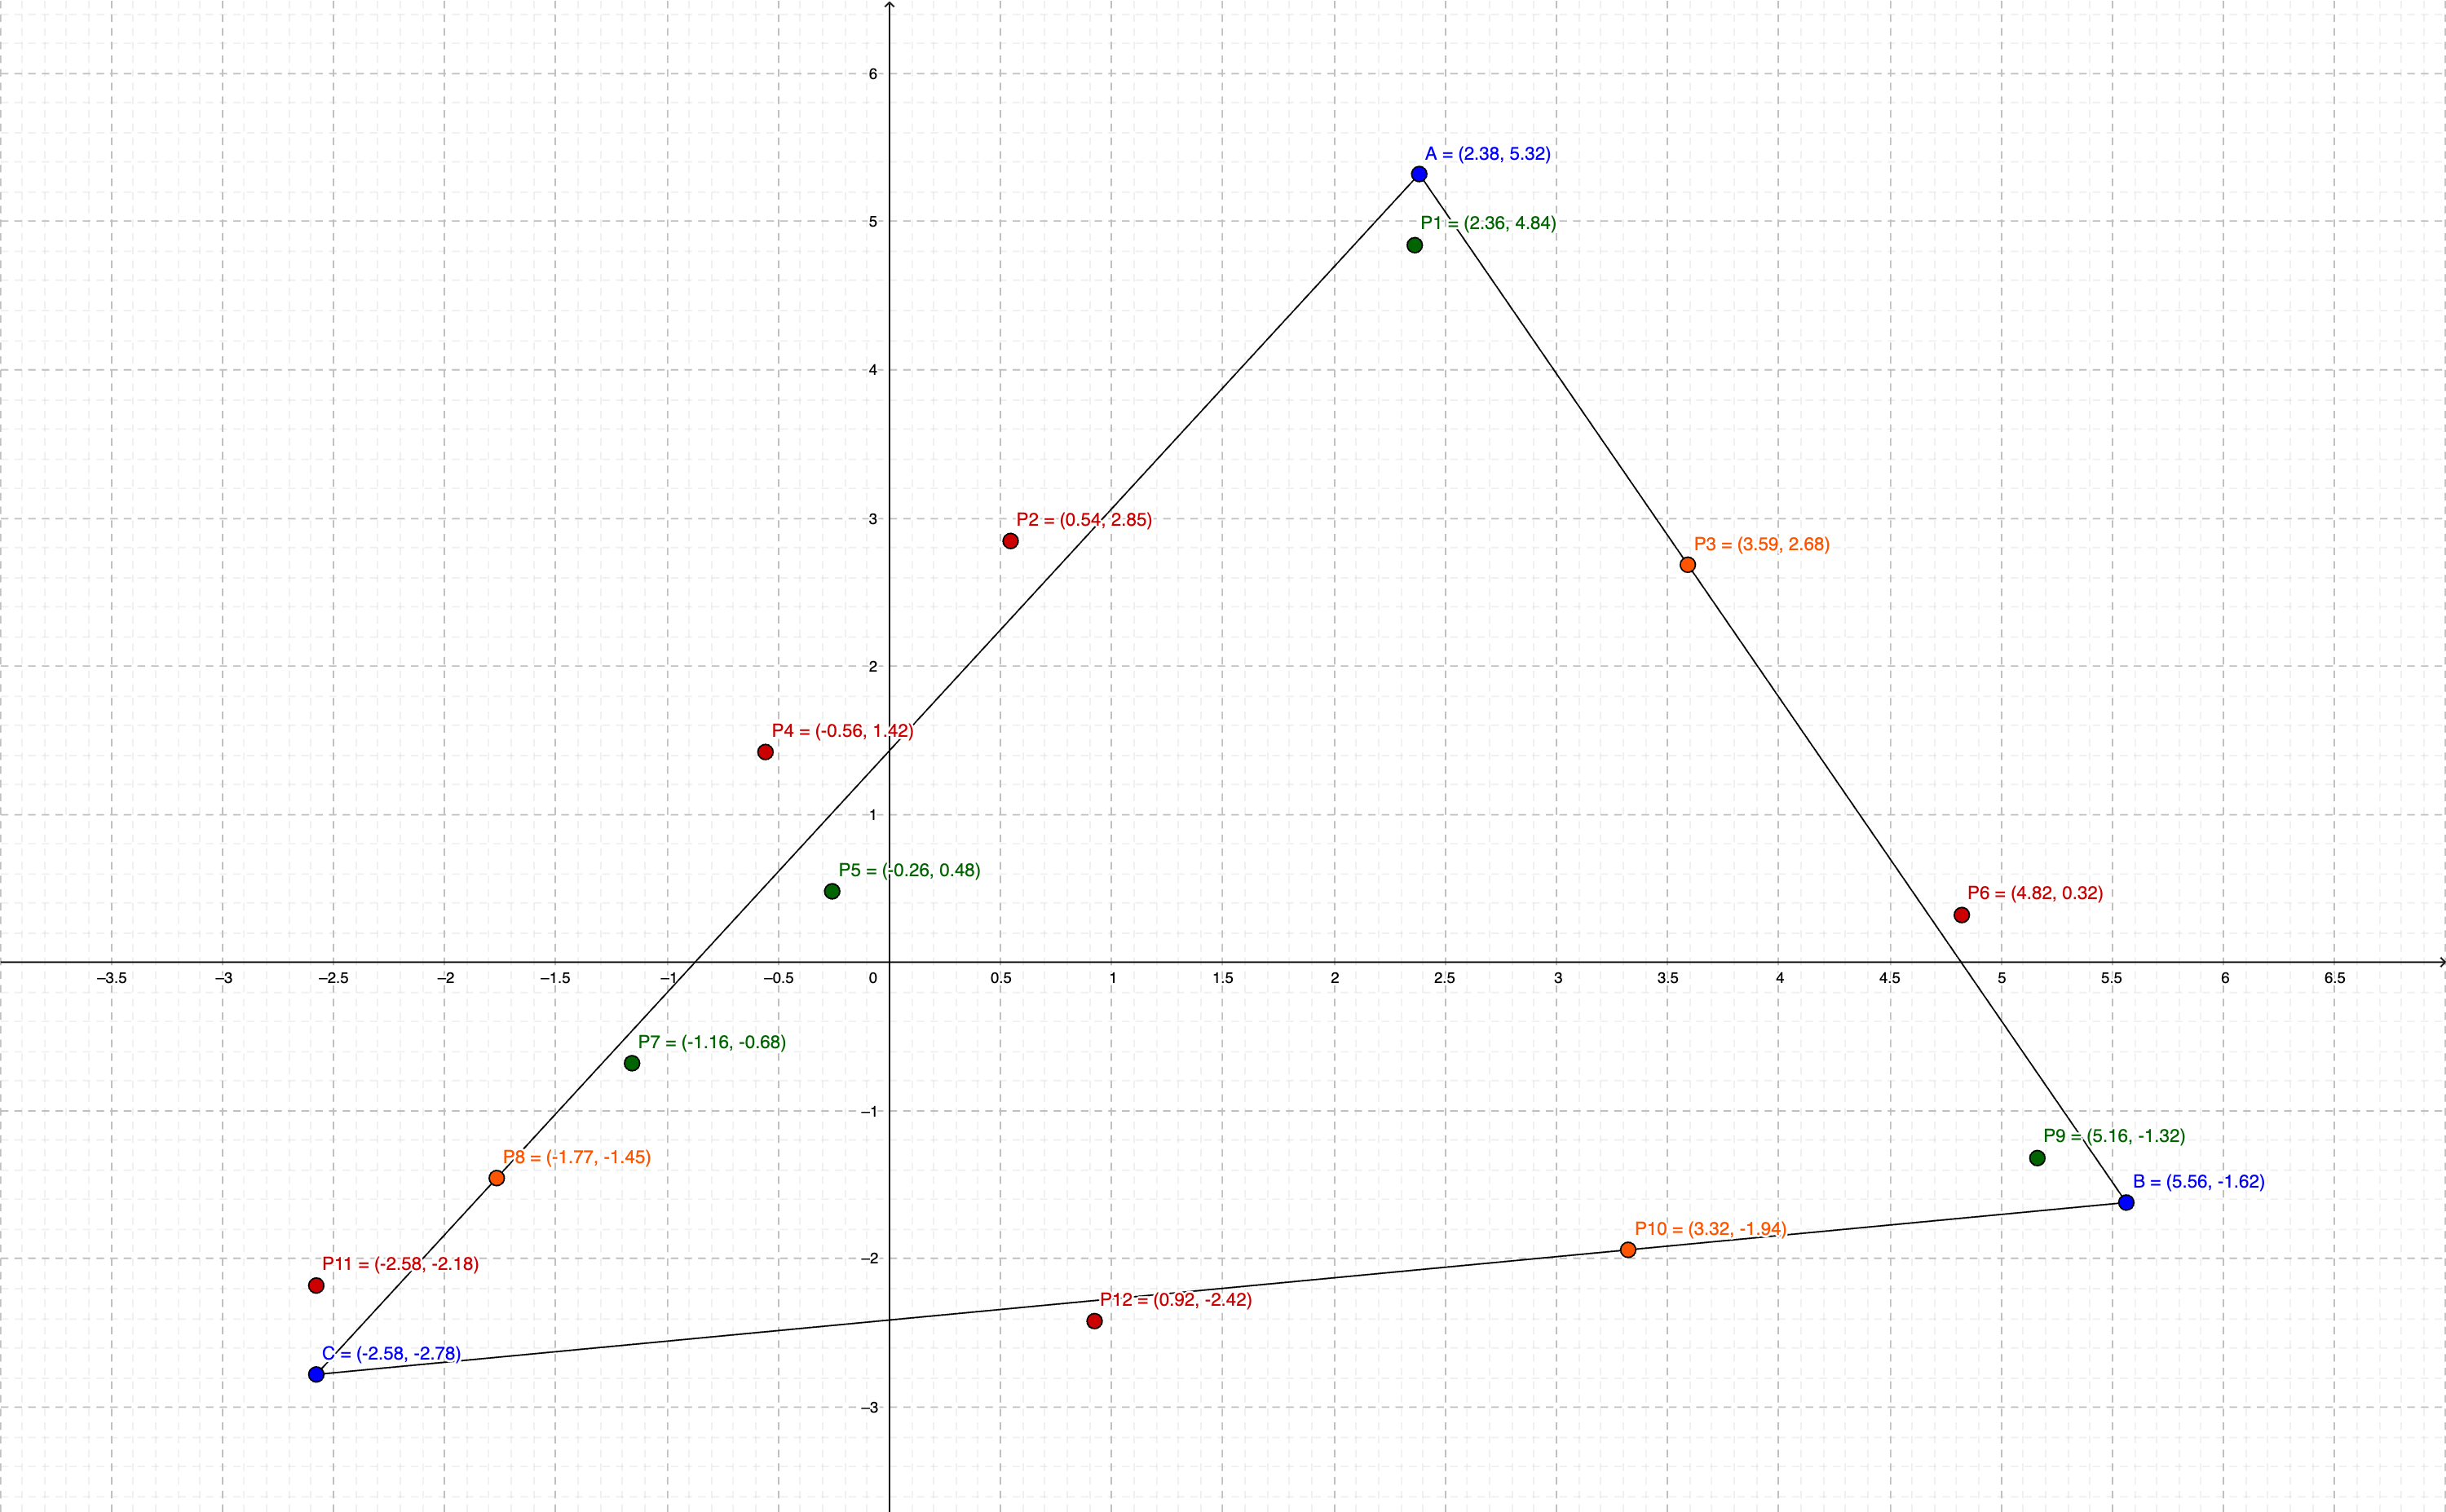 6
A = (2.38, 5.32)
5
P1 = (2.36, 4.84)
4
3
P2 = (0.54, 2.85)
P3 = (3.59, 2.68)
2
P4 = (-0.56, 1.42)
1
P5 = (-0.26, 0.48)
P6 = (4.82, 0.32)
–3.5 –3 –2.5 –2 –1.5 –1 –0.5 0 0.5 1 1.5 2 2.5 3 3.5 4 4.5 5 5.5 6 6.5
P7 = (-1.16, -0.68)
–1
P8 = (-1.77, -1.45)
P9 = (5.16, -1.32)
B = (5.56, -1.62)
P10 = (3.32, -1.94)
–2
P11 = (-2.58, -2.18)
P12 = (0.92, -2.42)
C = (-2.58, -2.78)
–3